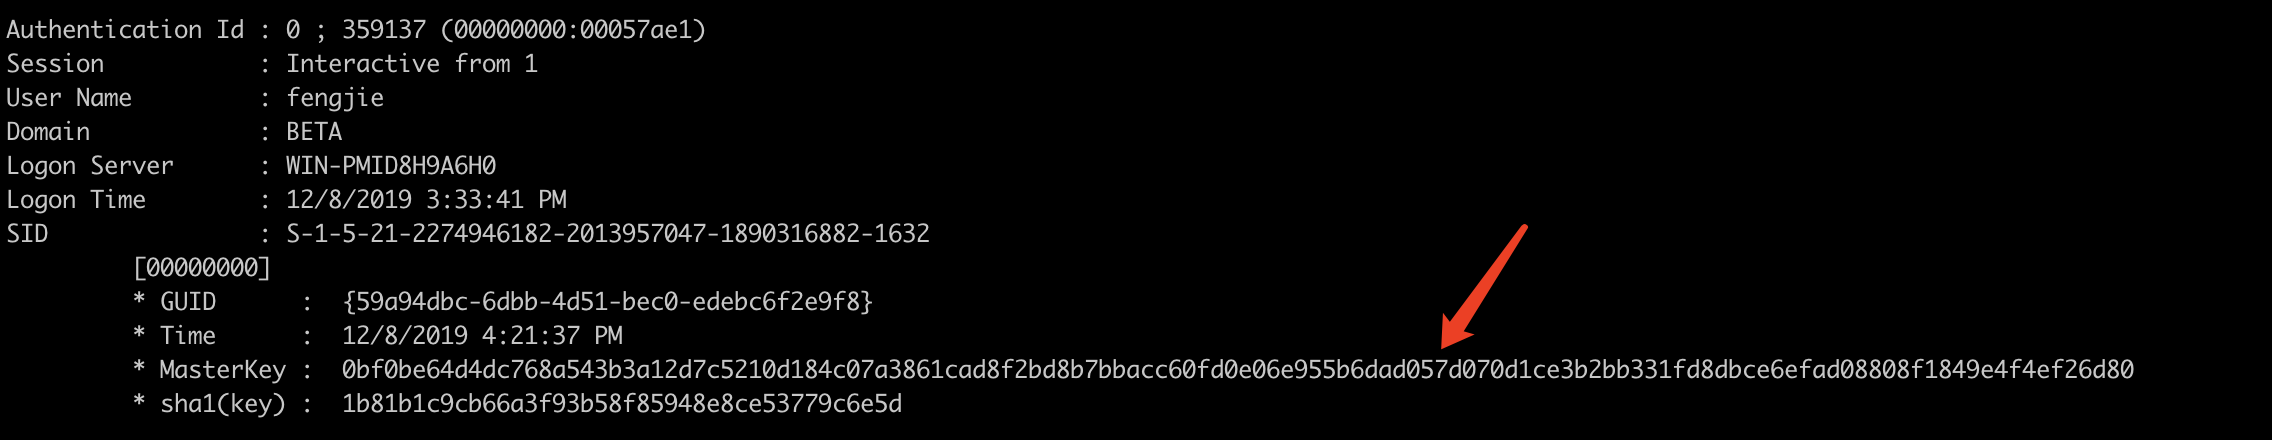 Authentication Id : 0 ; 359137 (00000000:00057ae1)
Session           : Interactive from 1
User Name         : fengjie
Domain            : BETA
Logon Server      : WIN-PMID8H9A6H0
Logon Time        : 12/8/2019 3:33:41 PM
SID               : S-1-5-21-2274946182-2013957047-1890316882-1632
[00000000]
* GUID      :  {59a94dbc-6dbb-4d51-bec0-edebc6f2e9f8}
* Time      :  12/8/2019 4:21:37 PM
* MasterKey :  0bf0be64d4dc768a543b3a12d7c5210d184c07a3861cad8f2bd8b7bbacc60fd0e06e955b6dad057d070d1ce3b2bb331fd8dbce6efad08808f1849e4f4ef26d80
* sha1(key) :  1b81b1c9cb66a3f93b58f85948e8ce53779c6e5d